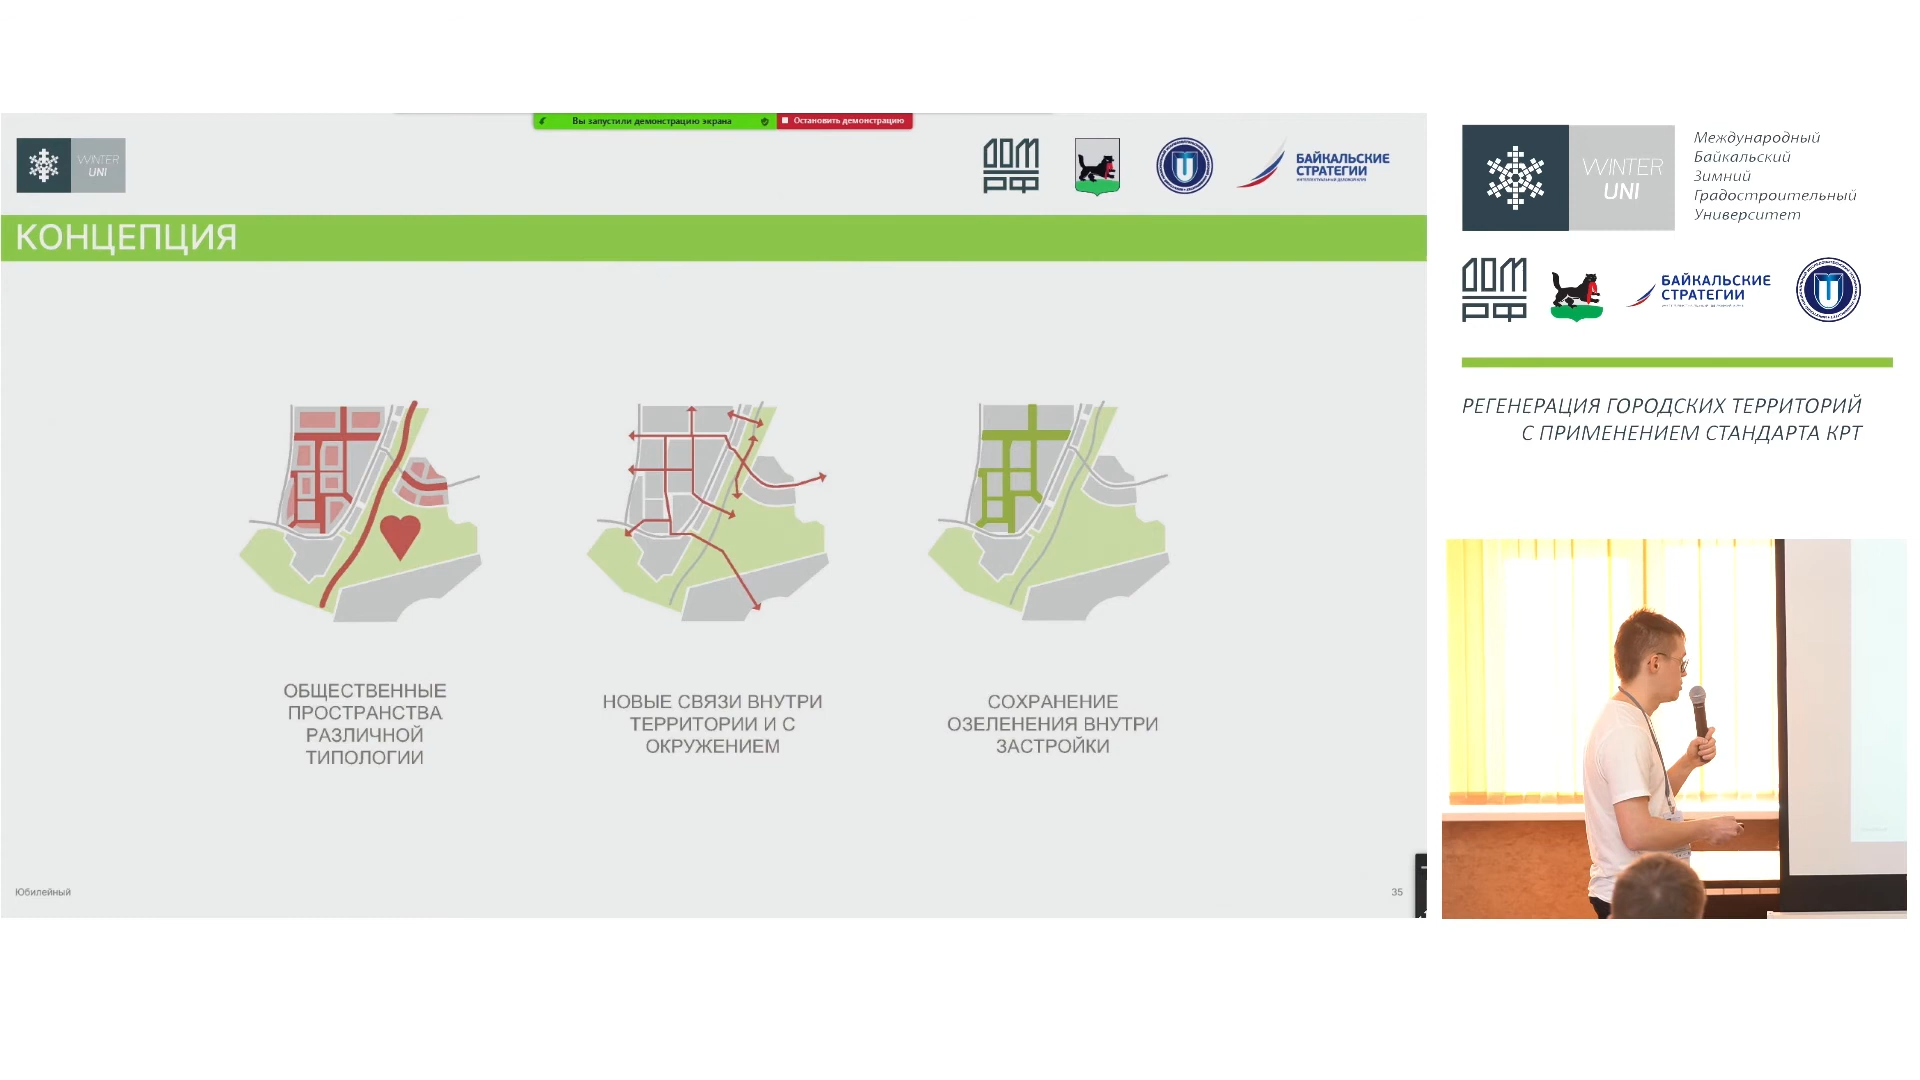 Вы запустили демонстрацию экрана
Остановить демонстрацию
WINTER
UNI
ДОМ
РФ
БАЙКАЛЬСКИЕ
СТРАТЕГИИ
КОНЦЕПЦИЯ
ОБЩЕСТВЕННЫЕ
ПРОСТРАНСТВА
РАЗЛИЧНОЙ
ТИПОЛОГИИ
НОВЫЕ СВЯЗИ ВНУТРИ
ТЕРРИТОРИИ И С
ОКРУЖЕНИЕМ
СОХРАНЕНИЕ
ОЗЕЛЕНЕНИЯ ВНУТРИ
ЗАСТРОЙКИ
Юбилейный
35
WINTER
UNI
Международный
Байкальский
Зимний
Градостроительный
Университет
ДОМ
РФ
БАЙКАЛЬСКИЕ
СТРАТЕГИИ
РЕГЕНЕРАЦИЯ ГОРОДСКИХ ТЕРРИТОРИЙ
С ПРИМЕНЕНИЕМ СТАНДАРТА КРТ